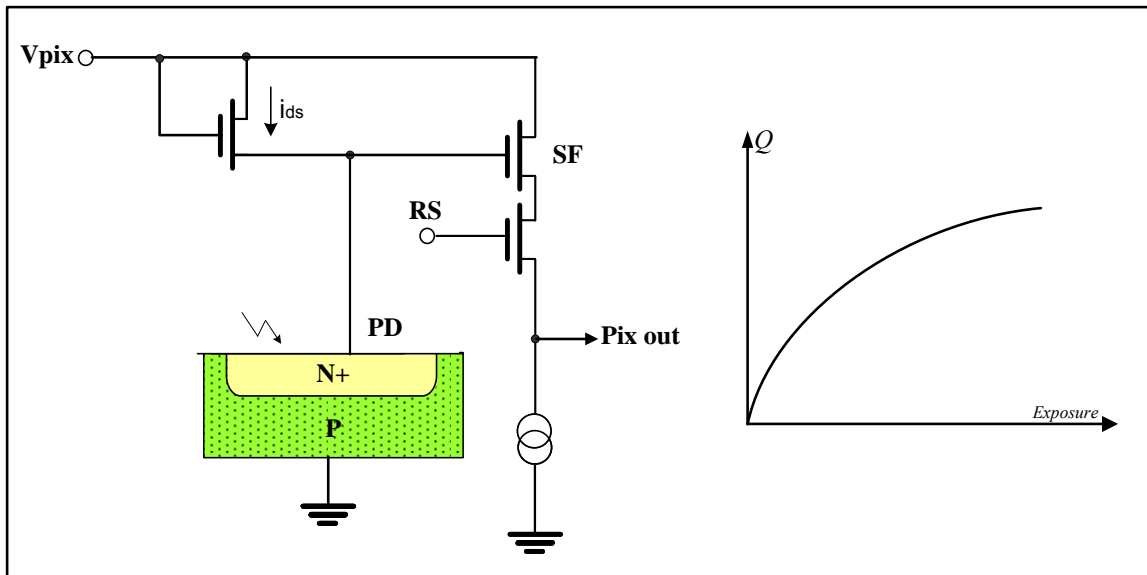 Vpix
ids
SF
RS
PD
Pix out
N+
P
Q
Exposure